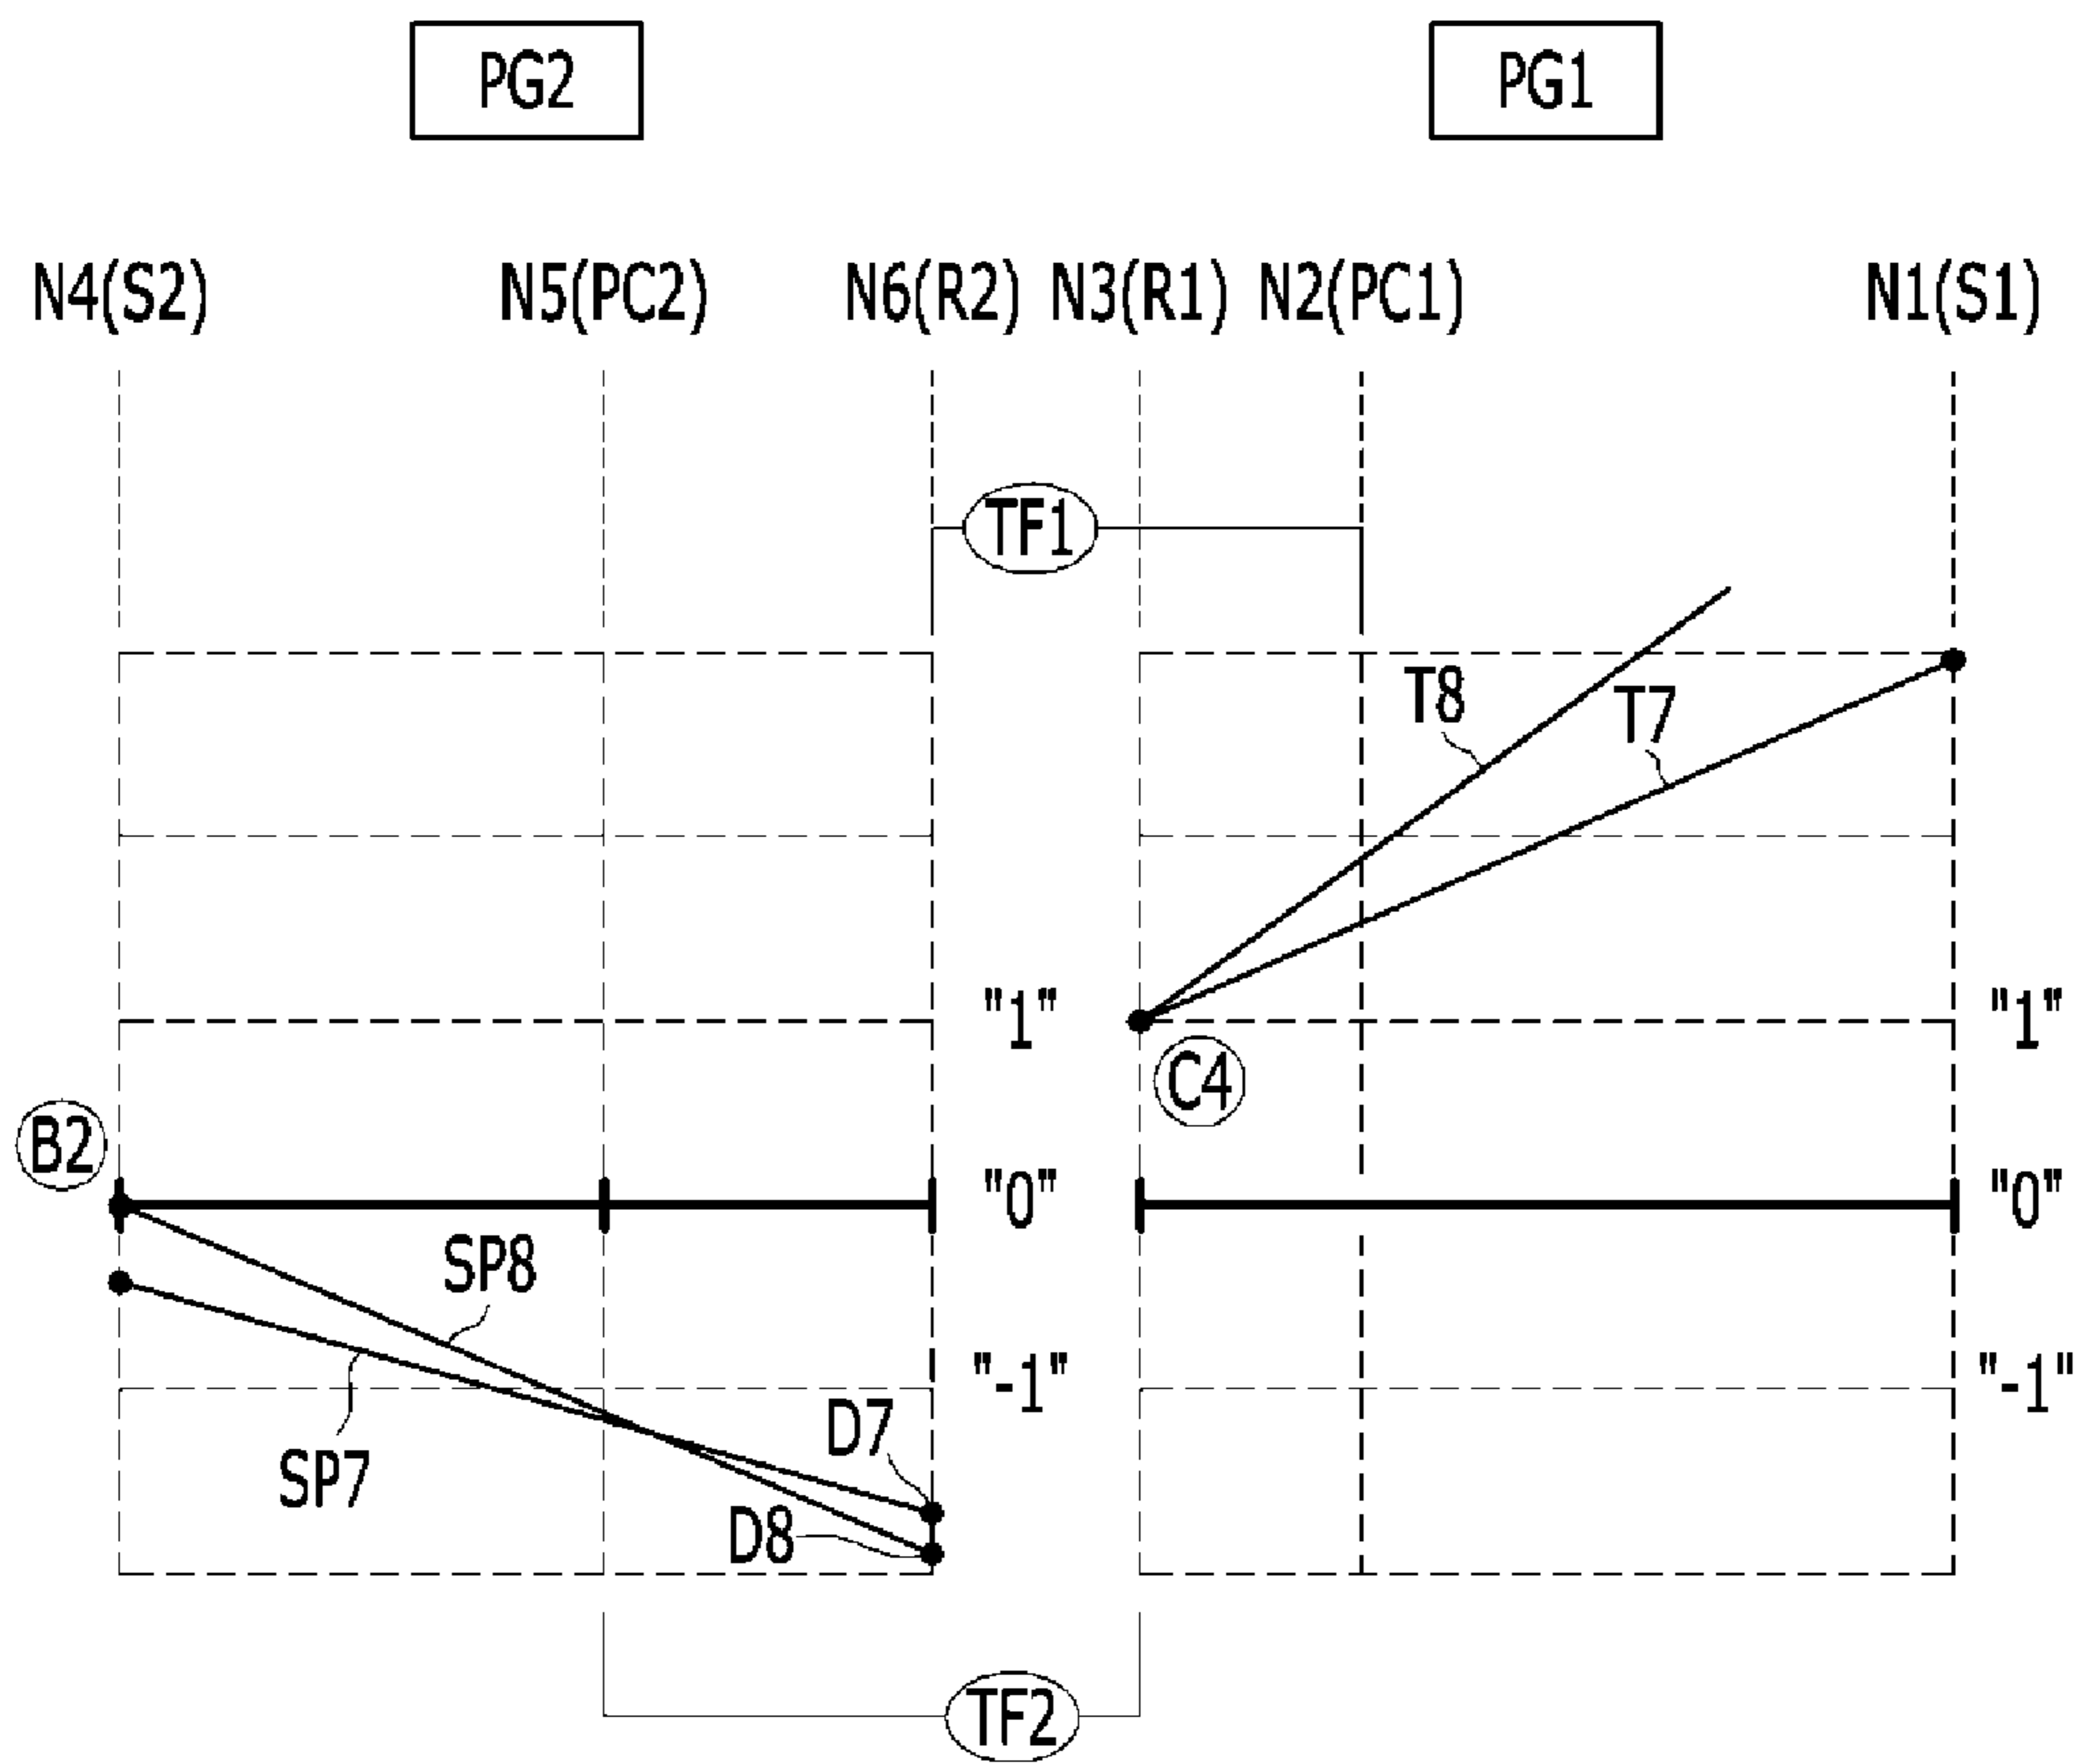 PG2 PG1
N4(S2) N5(PC2) N6(R2) N3(R1) N2(PC1) N1(S1)
TF1
T8 T7
"1" "1"
C4
B2
"0" "0"
SP8
"-1" "-1"
D7
SP7
D8
TF2